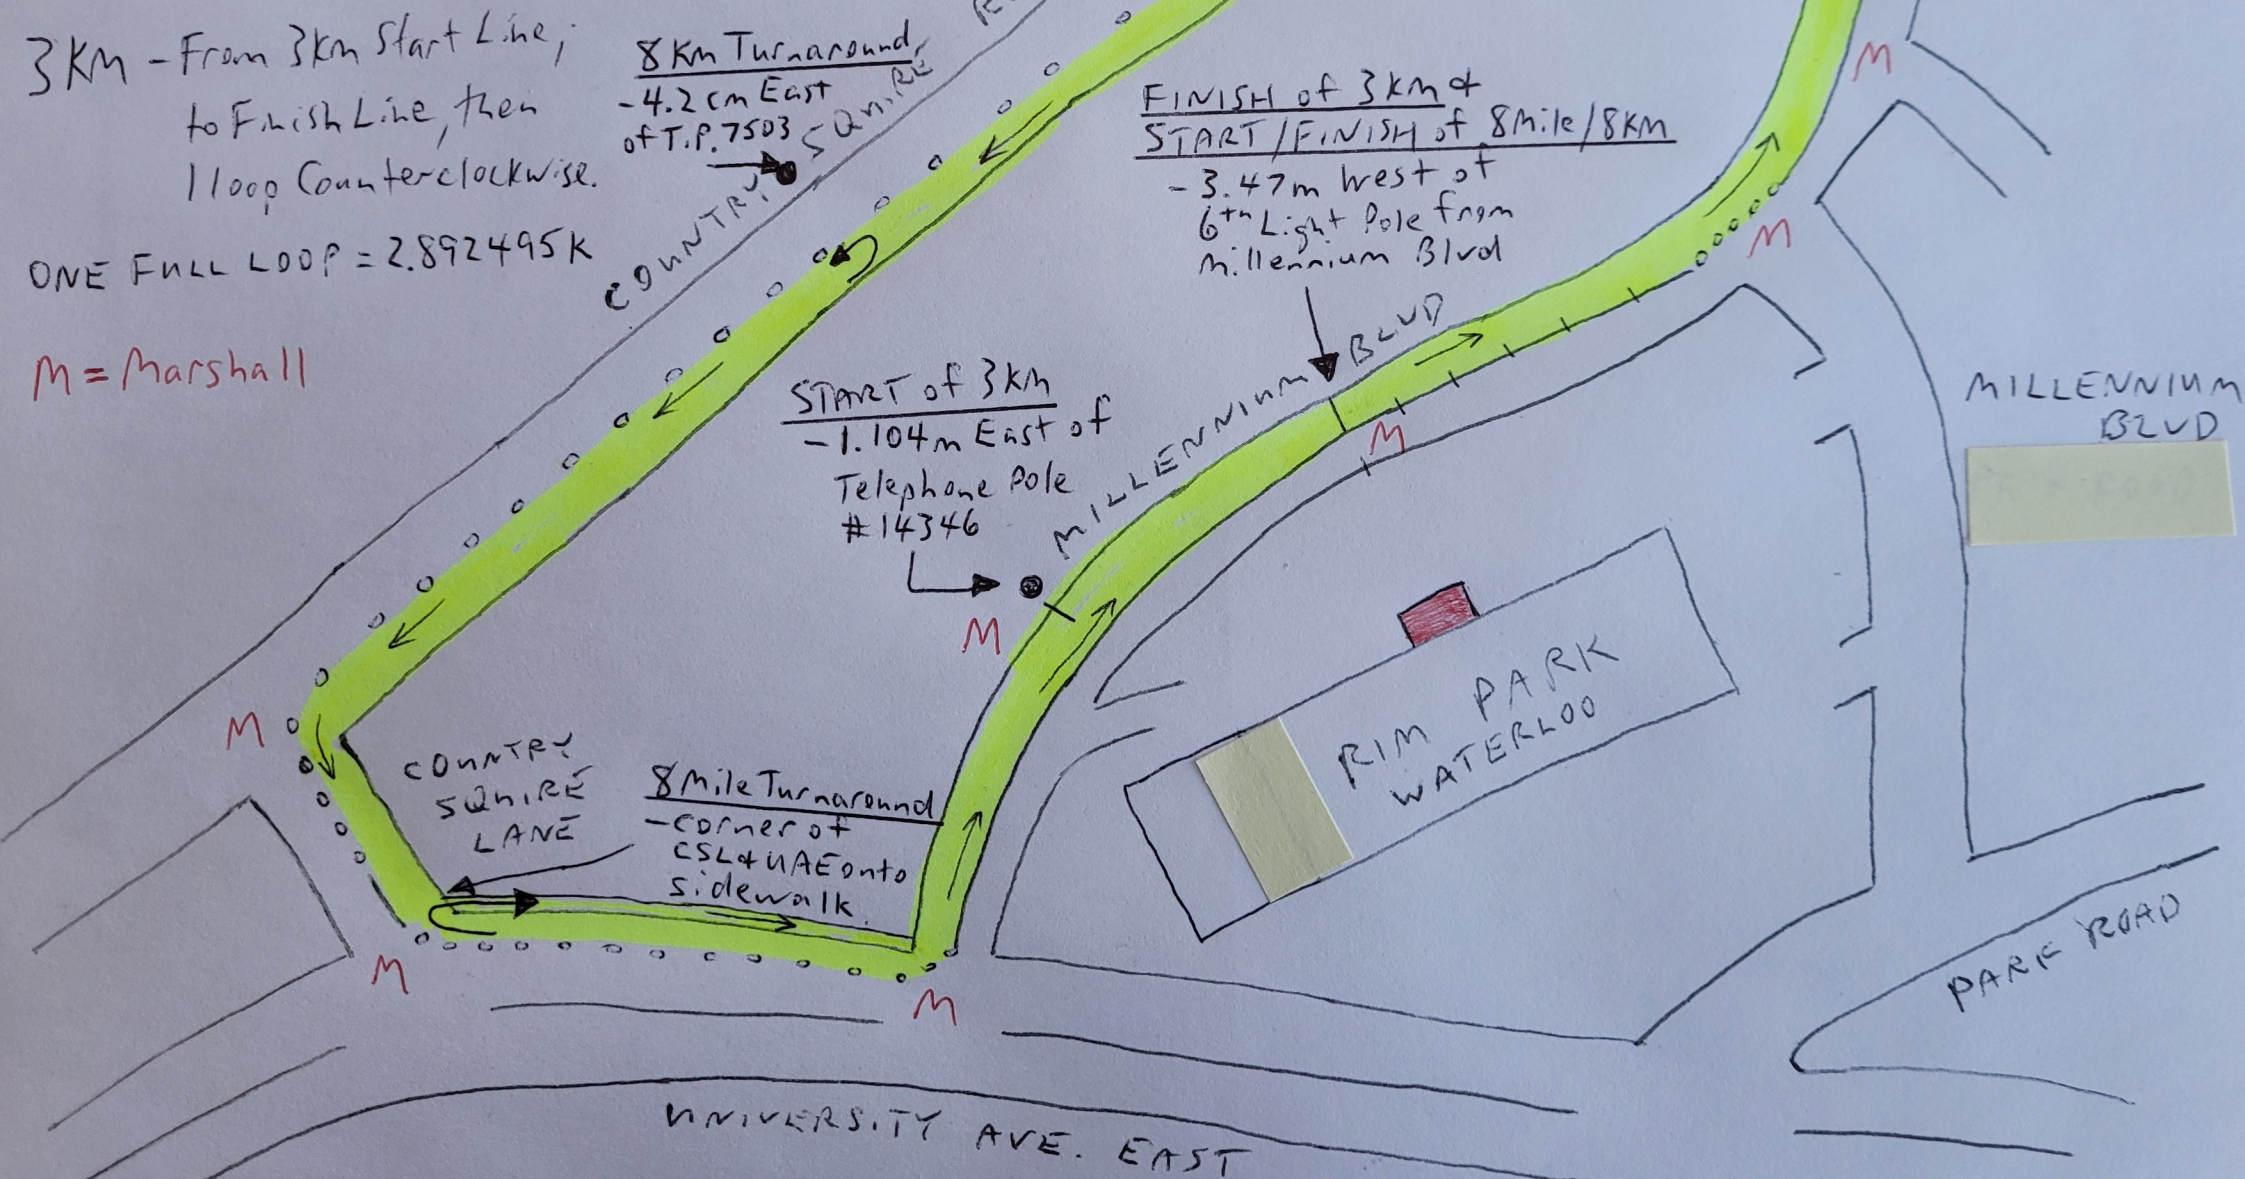 3KM - From 3km Start Line,
to Finish Line, then
1 loop Counterclockwise.
ONE FULL LOOP = 2.892495K
M = Marshall
8 Km Turnaround
- 4.2 cm East
of T.P. 7503
COUNTRY SQUIRE
FINISH of 3KM &
START/FINISH of 8Mile/8KM
- 3.47m West of
6th Light Pole from
Millennium Blvd
START of 3KM
- 1.104m East of
Telephone Pole
#14346
MILLENNIUM BLVD
M
M
M
M
MILLENNIUM
BLVD
RIM PARK
WATERLOO
M
COUNTRY
SQUIRE
LANE
8 Mile Turnaround
- corner of
CSL & UAE onto
sidewalk
M
M
PARK ROAD
UNIVERSITY AVE. EAST